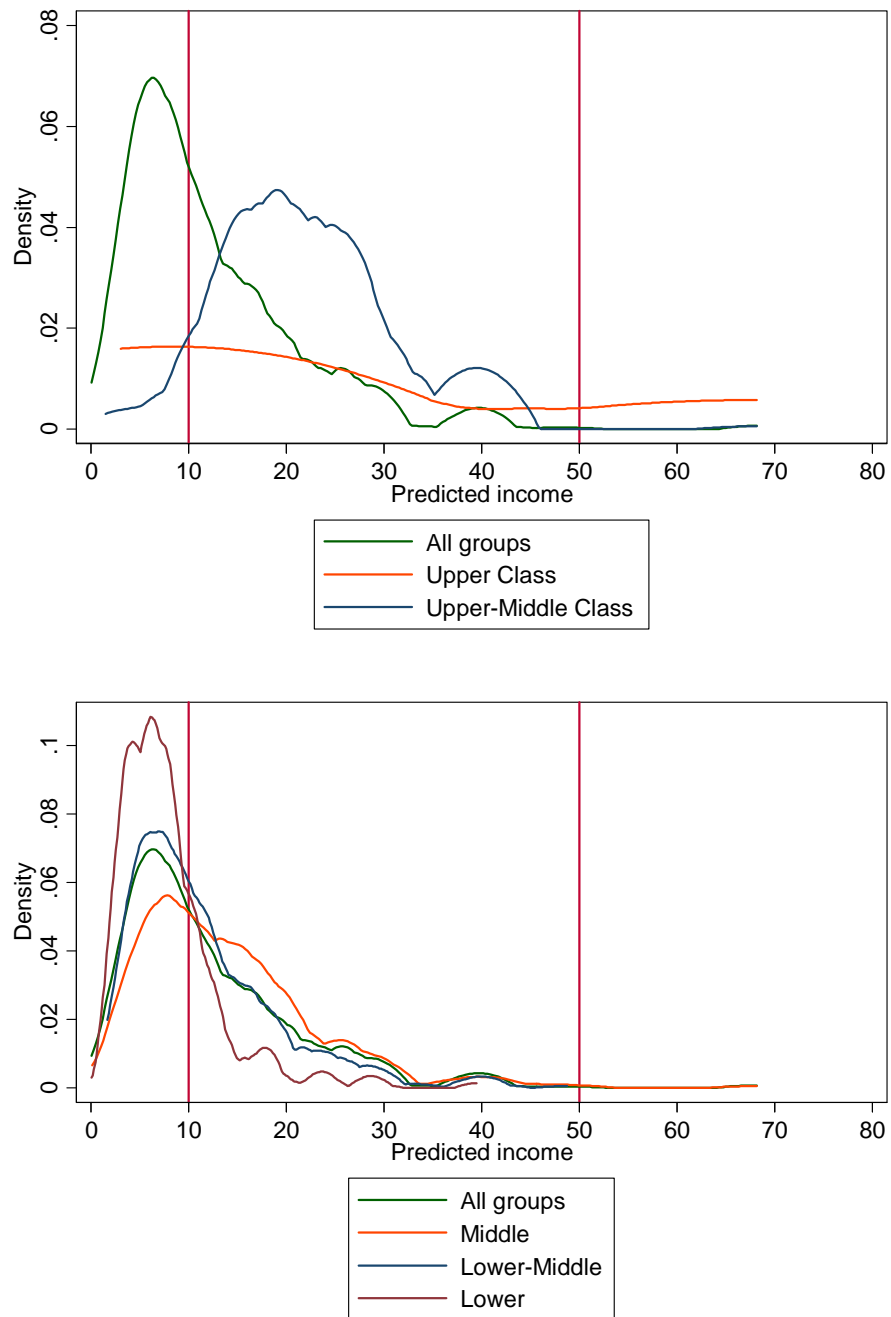 .08
.06
.04
.02
0
Density
0 10 20 30 40 50 60 70 80
Predicted income
All groups
Upper Class
Upper-Middle Class
.1
.08
.06
.04
.02
0
Density
0 10 20 30 40 50 60 70 80
Predicted income
All groups
Middle
Lower-Middle
Lower